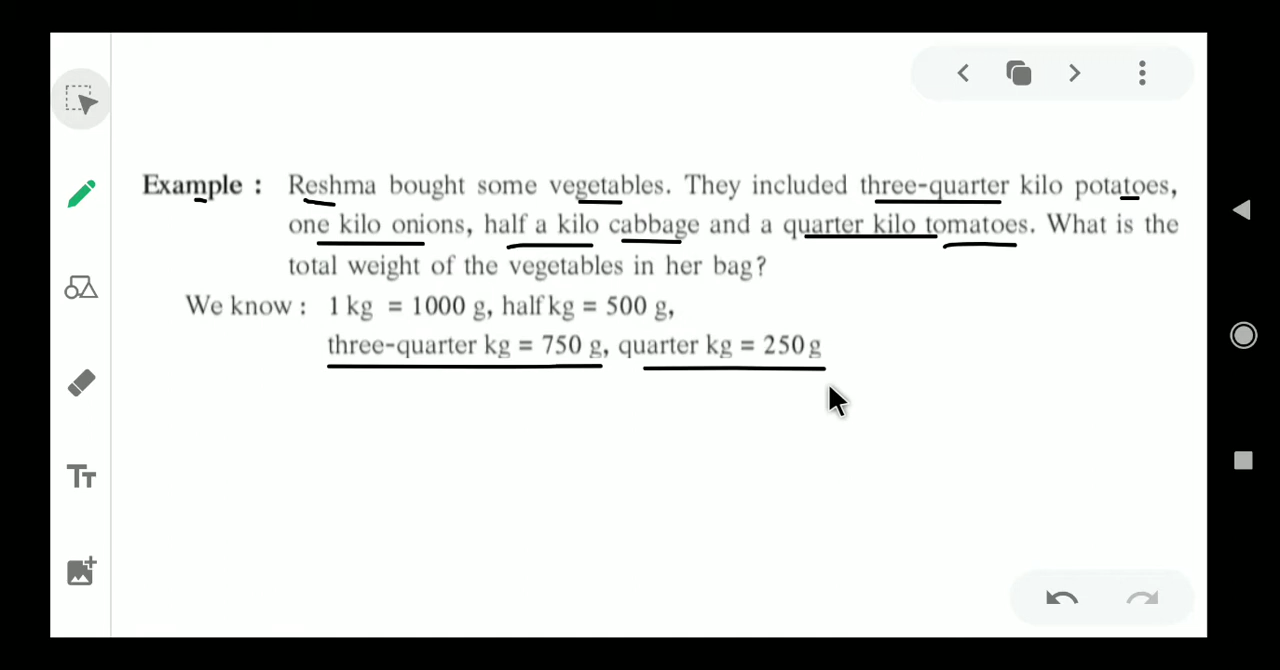 Example : Reshma bought some vegetables. They included three-quarter kilo potatoes,
one kilo onions, half a kilo cabbage and a quarter kilo tomatoes. What is the
total weight of the vegetables in her bag?
We know : 1 kg = 1000 g, half kg = 500 g,
three-quarter kg = 750 g, quarter kg = 250 g
TT